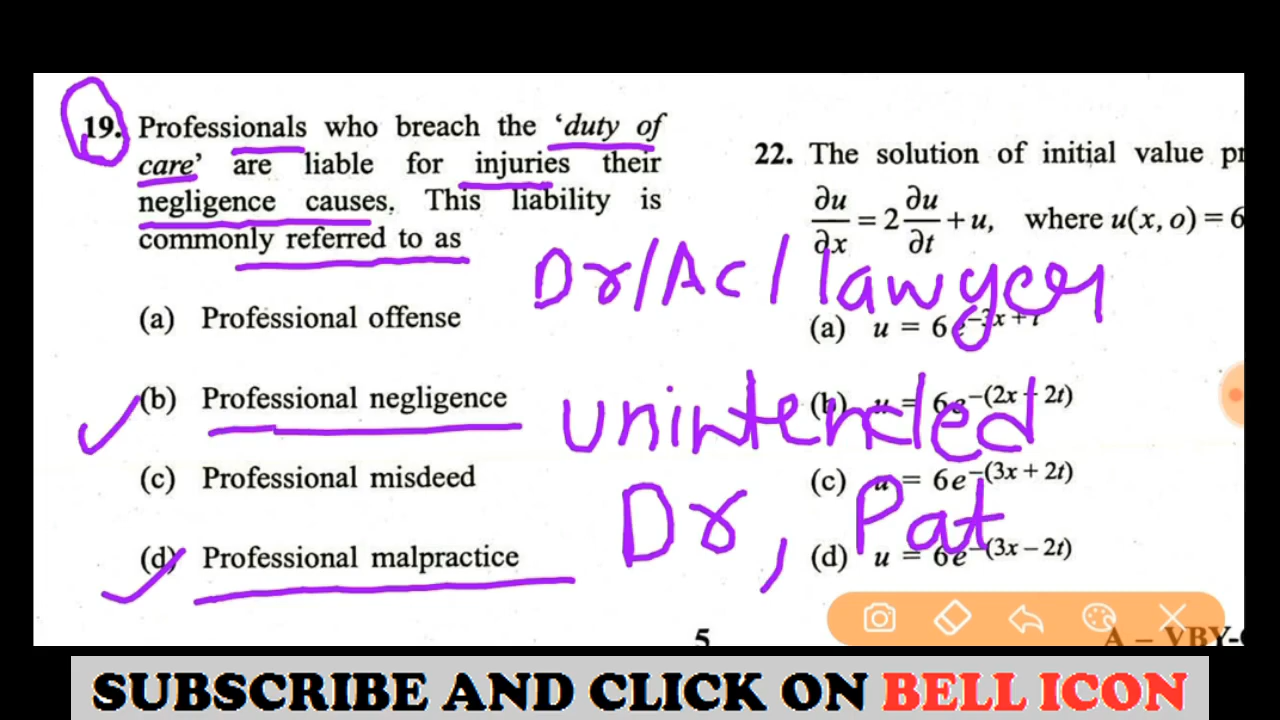 19. Professionals who breach the ‘duty of
care’ are liable for injuries their
negligence causes. This liability is
commonly referred to as
(a) Professional offense
(b) Professional negligence
(c) Professional misdeed
(d) Professional malpractice
Dr/Ac/lawyer
unintended
Dr, Pat
22. The solution of initial value
∂u/∂x = 2 ∂u/∂t + u, where u(x, o) = 6
(a) u = 6e
(b) u = 6e−(2x + 2t)
(c) u = 6e−(3x + 2t)
(d) u = 6e−(3x – 2t)
5
A – VBY-
SUBSCRIBE AND CLICK ON BELL ICON